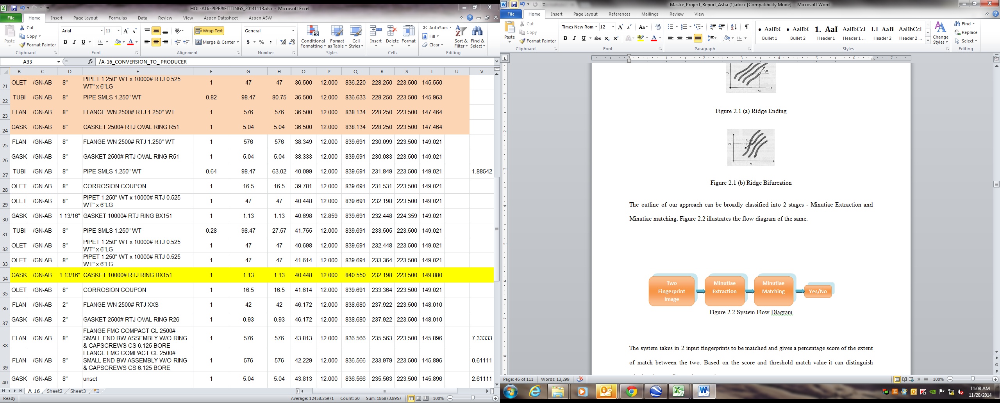 HOL-A16-PIPE&FITTINGS_20141113.xlsx - Microsoft Excel
File Home Insert Page Layout Formulas Data Review View Aspen Datasheet Aspen ASW
Paste
Cut
Copy
Format Painter
Clipboard
Arial 11
B I U
Font
Wrap Text
Merge & Center
Alignment
General
$ % ,
Number
Conditional Formatting
Format as Table
Cell Styles
Styles
Insert Delete Format
Cells
AutoSum
Fill
Clear
Sort & Filter
Find & Select
Editing
A33 fx /A-16_CONVERSION_TO_ PRODUCER
B C D E F G H O P Q R S T U V
21 OLET /GN-AB 8" PIPET 1.250" WT x 10000# RTJ 0.525 WT" x 6"LG 1 47 47 36.500 12.000 836.220 228.250 223.500 145.550
22 TUBI /GN-AB 8" PIPE SMLS 1.250" WT 0.82 98.47 80.75 36.500 12.000 836.633 228.250 223.500 145.963
23 FLAN /GN-AB 8" FLANGE WN 2500# RTJ 1.250" WT 1 576 576 36.500 12.000 838.134 228.250 223.500 147.464
24 GASK /GN-AB 8" GASKET 2500# RTJ OVAL RING R51 1 5.04 5.04 36.500 12.000 838.134 228.250 223.500 147.464
25 FLAN /GN-AB 8" FLANGE WN 2500# RTJ 1.250" WT 1 576 576 38.349 12.000 839.691 230.099 223.500 149.021
26 GASK /GN-AB 8" GASKET 2500# RTJ OVAL RING R51 1 5.04 5.04 38.333 12.000 839.691 230.083 223.500 149.021
27 TUBI /GN-AB 8" PIPE SMLS 1.250" WT 0.64 98.47 63.02 40.099 12.000 839.691 231.849 223.500 149.021 1.88542
28 OLET /GN-AB 8" CORROSION COUPON 1 16.5 16.5 39.781 12.000 839.691 231.531 223.500 149.021
29 OLET /GN-AB 8" PIPET 1.250" WT x 10000# RTJ 0.525 WT" x 6"LG 1 47 47 40.448 12.000 839.691 232.198 223.500 149.021
30 GASK /GN-AB 1 13/16" GASKET 10000# RTJ RING BX151 1 1.13 1.13 40.698 12.859 839.691 232.448 224.359 149.021
31 TUBI /GN-AB 8" PIPE SMLS 1.250" WT 0.28 98.47 27.57 41.755 12.000 839.691 233.505 223.500 149.021
32 OLET /GN-AB 8" PIPET 1.250" WT x 10000# RTJ 0.525 WT" x 6"LG 1 47 47 40.698 12.000 839.691 232.448 223.500 149.021
33 OLET /GN-AB 8" PIPET 1.250" WT x 10000# RTJ 0.525 WT" x 6"LG 1 47 47 41.614 12.000 839.691 233.364 223.500 149.021
34 GASK /GN-AB 1 13/16" GASKET 10000# RTJ RING BX151 1 1.13 1.13 40.448 12.000 840.550 232.198 223.500 149.880
35 OLET /GN-AB 8" CORROSION COUPON 1 16.5 16.5 41.614 12.000 839.691 233.364 223.500 149.021
36 FLAN /GN-AB 2" FLANGE WN 2500# RTJ XXS 1 42 42 46.172 12.000 838.680 237.922 223.500 148.010
37 GASK /GN-AB 2" GASKET 2500# RTJ OVAL RING R26 1 0.93 0.93 46.172 12.000 838.680 237.922 223.500 148.010
38 FLAN /GN-AB 8" FLANGE FMC COMPACT CL 2500# SMALL END BW ASSEMBLY W/O-RING & CAPSCREWS CS 6.125 BORE 1 576 576 43.813 12.000 836.566 235.563 223.500 145.896 7.33333
39 FLAN /GN-AB 8" FLANGE FMC COMPACT CL 2500# SMALL END BW ASSEMBLY W/O-RING & CAPSCREWS CS 6.125 BORE 1 576 576 42.229 12.000 836.566 233.979 223.500 145.896 0.61111
40 GASK /GN-AB 8" unset 1 5.04 5.04 43.813 12.000 836.566 235.563 223.500 145.896 2.61111
A-16 Sheet2 Sheet3
Ready Average: 12458.25971 Count: 20 Sum: 186873.8957 100%
Mastre_Project_Report_Asha (1).docx [Compatibility Mode] - Microsoft Word
File Home Insert Page Layout References Mailings Review View
Paste
Cut
Copy
Format Painter
Clipboard
Times New Rom 12
B I U abc x₂ x²
Font
Paragraph
AaBbC AaBbC 1. AaI AaBbCcI 1.1 AaB AaBbCcI
Bullet 1 Bullet 2 Header 1 Header 1 ... Header 2 Header 2 ...
Change Styles
Styles
Find
Replace
Select
Editing
1 2 3 4 5 6 7
y₀ θ x₀
Figure 2.1 (a) Ridge Ending
y₀ θ x₀
Figure 2.1 (b) Ridge Bifurcation
The outline of our approach can be broadly classified into 2 stages - Minutiae Extraction and
Minutiae matching. Figure 2.2 illustrates the flow diagram of the same.
Two Fingerprint Image
Minutiae Extraction
Minutiae Matching
Yes/No
Figure 2.2 System Flow Diagram
The system takes in 2 input fingerprints to be matched and gives a percentage score of the extent
of match between the two. Based on the score and threshold match value it can distinguish
Page: 46 of 111 Words: 13,299 100%
11:08 AM
11/20/2014